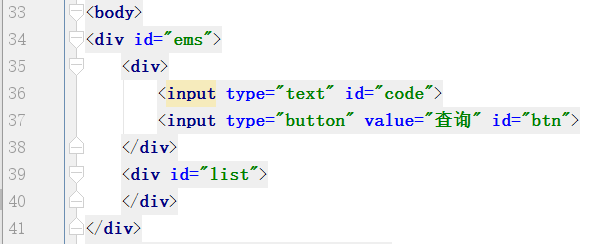 33 <body>
34 <div id="ems">
35 <div>
36 <input type="text" id="code">
37 <input type="button" value="查询" id="btn">
38 </div>
39 <div id="list">
40 </div>
41 </div>